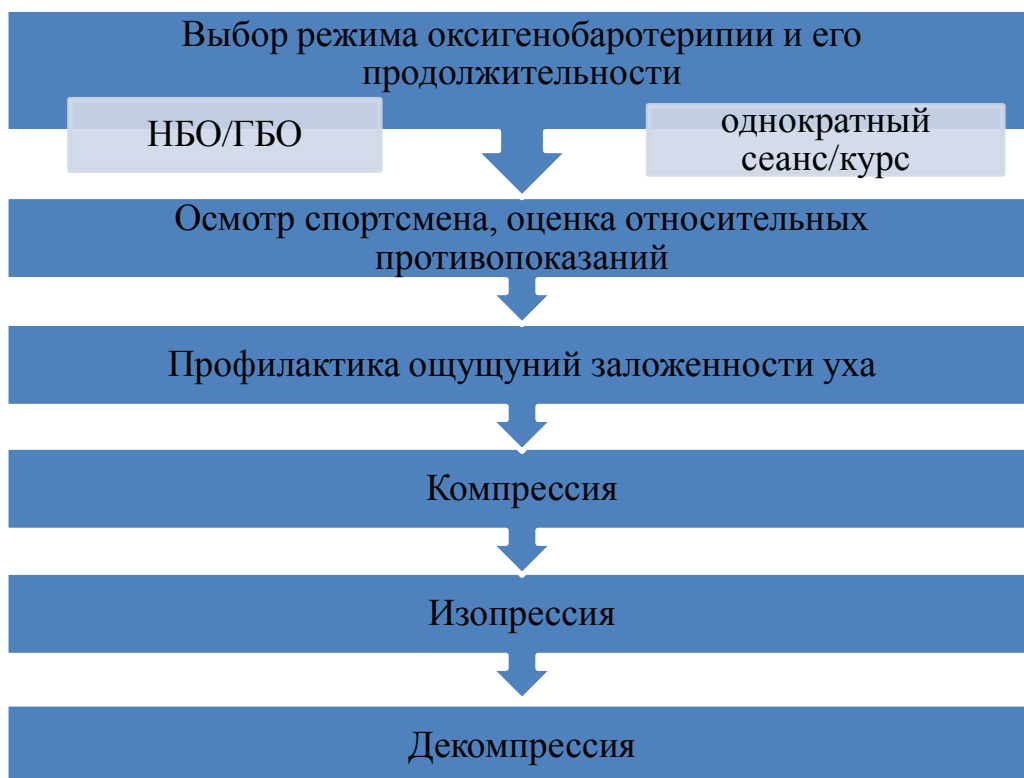 Выбор режима оксигенобаротерипии и его
продолжительности
НБО/ГБО
однократный
сеанс/курс
Осмотр спортсмена, оценка относительных
противопоказаний
Профилактика ощущуний заложенности уха
Компрессия
Изопрессия
Декомпрессия